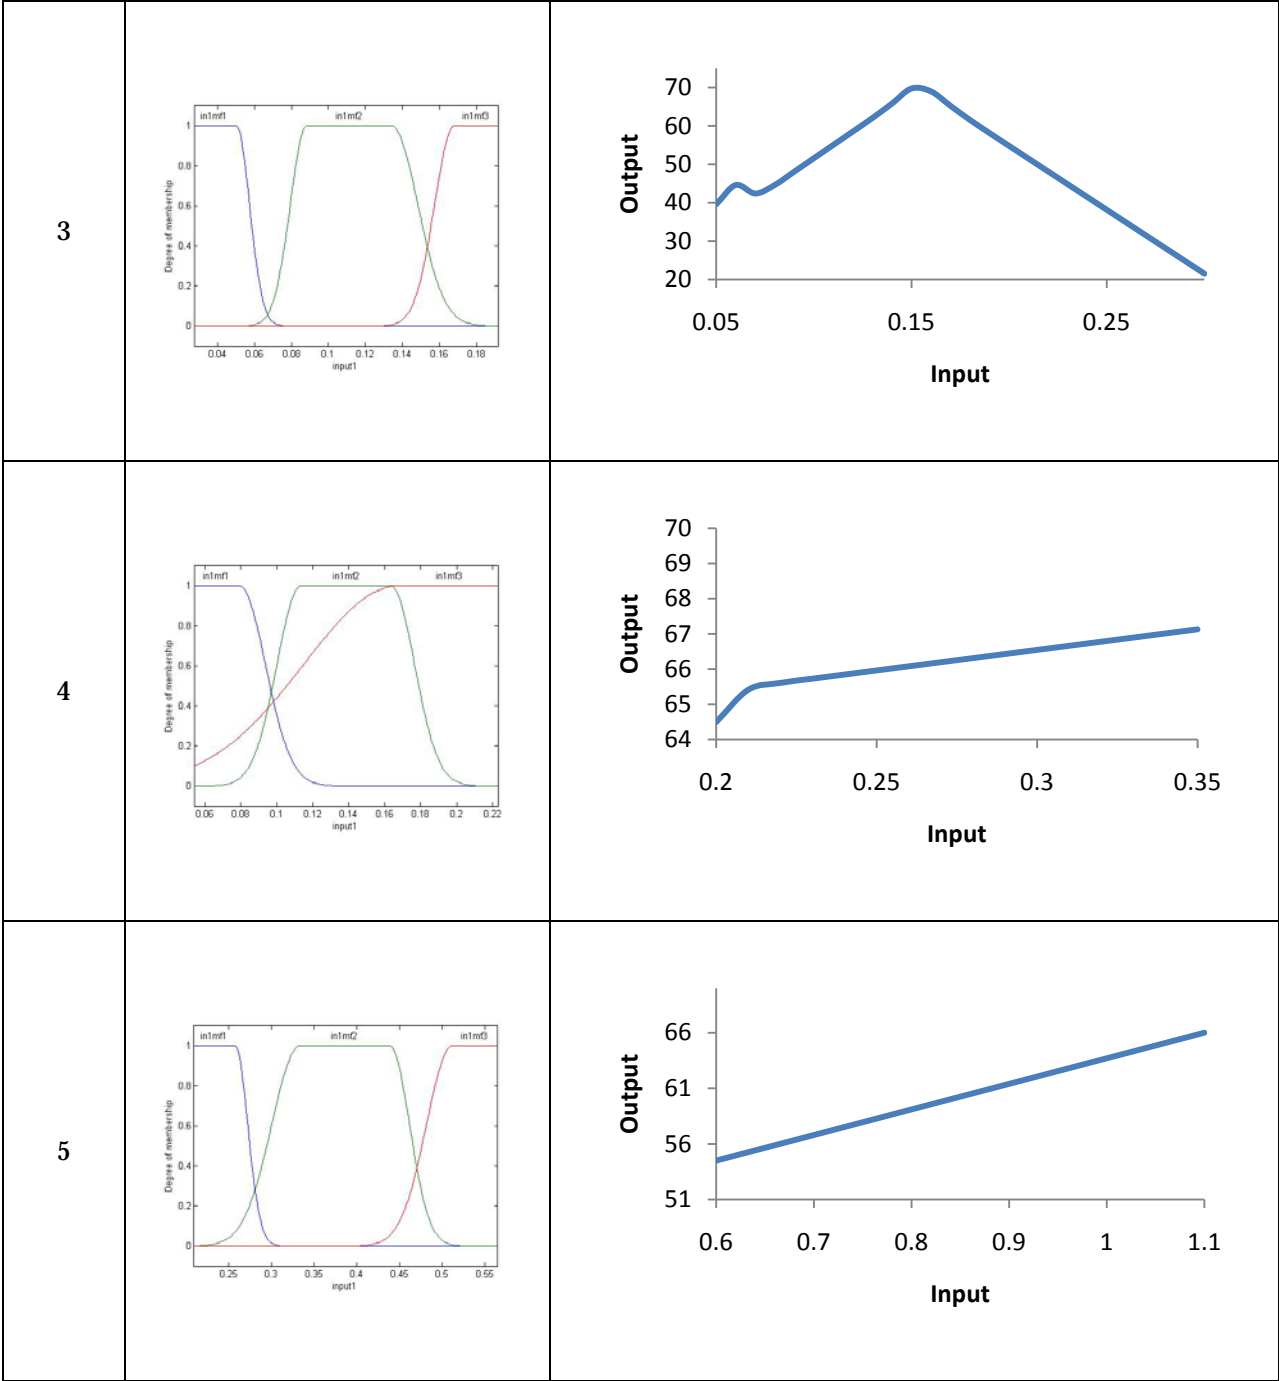 3
in1mf1 in1mf2 in1mf3
1
0.8
0.6
0.4
0.2
0
Degree of membership
0.04 0.06 0.08 0.1 0.12 0.14 0.16 0.18
input1
70
60
50
40
30
20
Output
0.05 0.15 0.25
Input
4
in1mf1 in1mf2 in1mf3
1
0.8
0.6
0.4
0.2
0
Degree of membership
0.06 0.08 0.1 0.12 0.14 0.16 0.18 0.2 0.22
input1
70
69
68
67
66
65
64
Output
0.2 0.25 0.3 0.35
Input
5
in1mf1 in1mf2 in1mf3
1
0.8
0.6
0.4
0.2
0
Degree of membership
0.25 0.3 0.35 0.4 0.45 0.5 0.55
input1
66
61
56
51
Output
0.6 0.7 0.8 0.9 1 1.1
Input